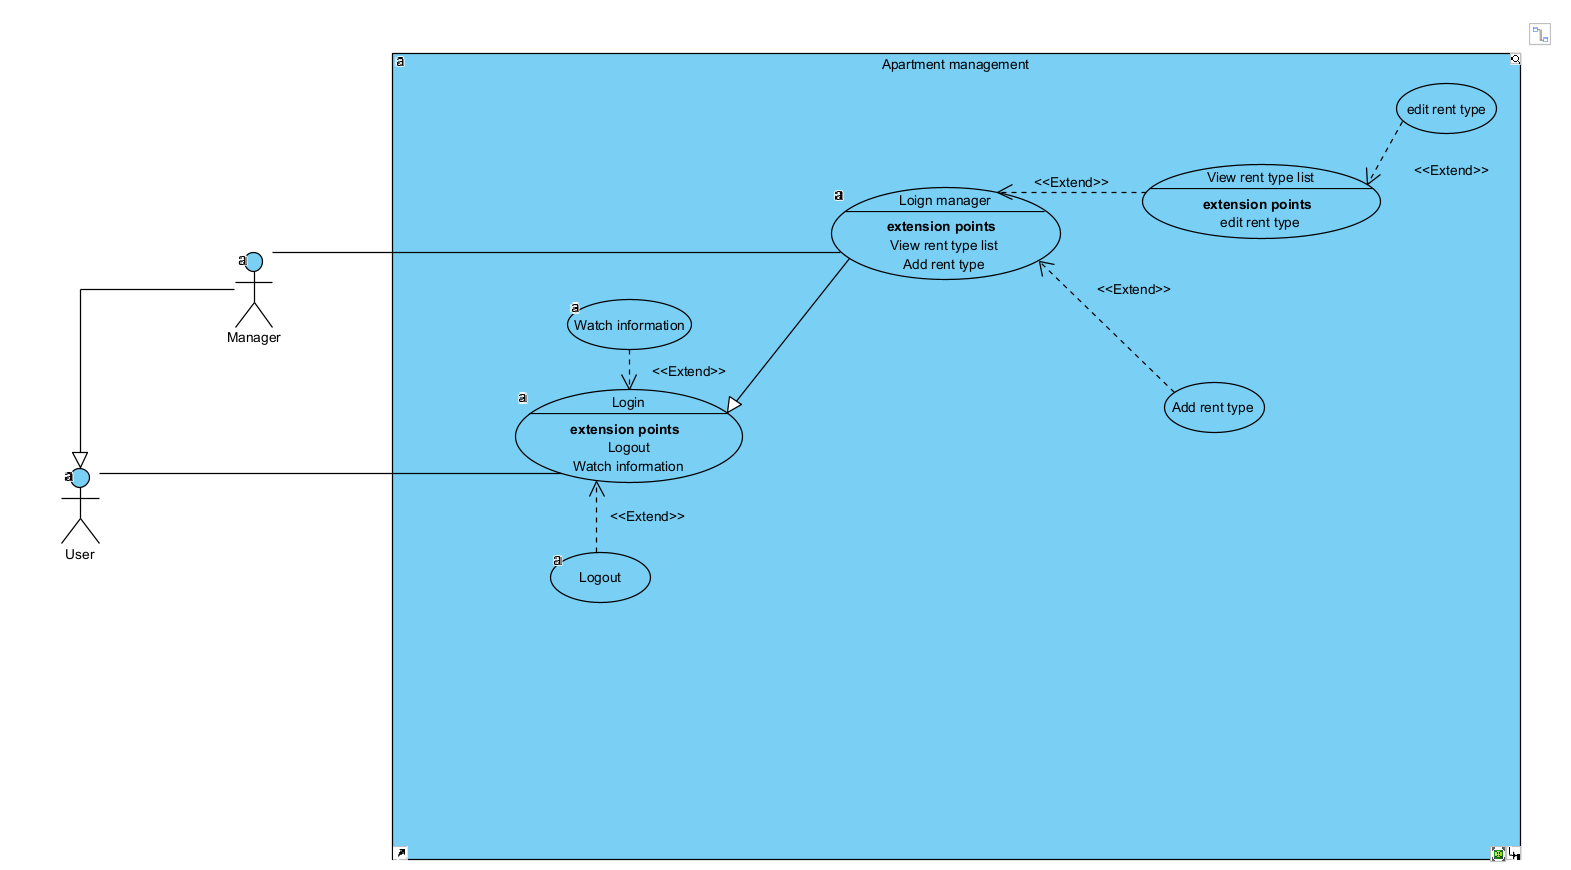 Apartment management
edit rent type
<<Extend>>
View rent type list
extension points
edit rent type
<<Extend>>
Loign manager
extension points
View rent type list
Add rent type
<<Extend>>
Add rent type
Manager
Watch information
<<Extend>>
Login
extension points
Logout
Watch information
<<Extend>>
Logout
User
a
a
a
a
a
a
a